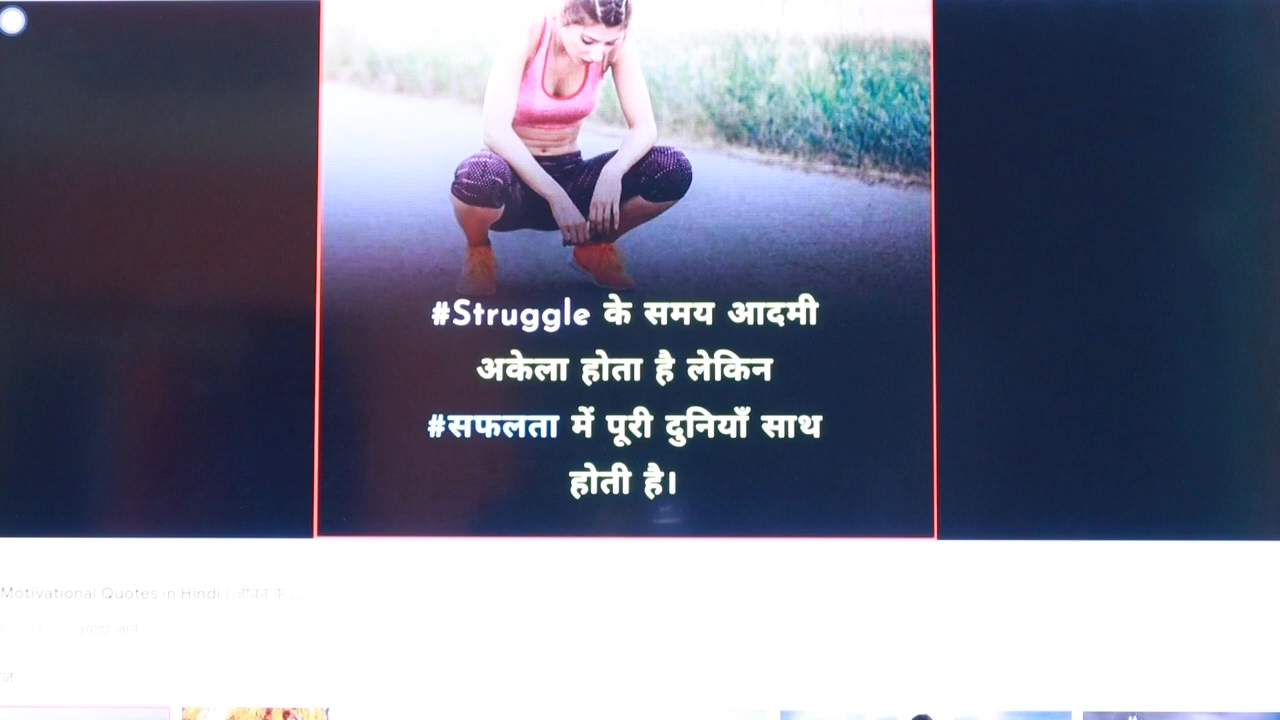 #Struggle के समय आदमी
अकेला होता है लेकिन
#सफलता में पूरी दुनियाँ साथ
होती है।
Motivational Quotes in Hindi |